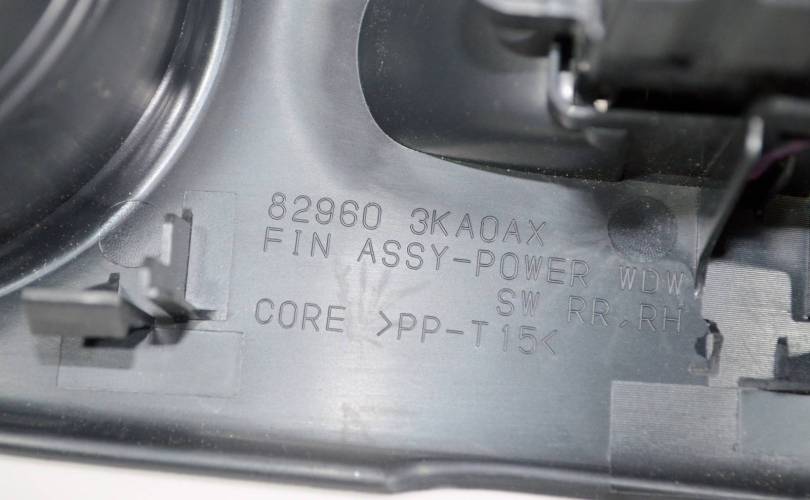 82960 3KA0AX
FIN ASSY-POWER WDW
SW RR,RH
CORE >PP-T15<